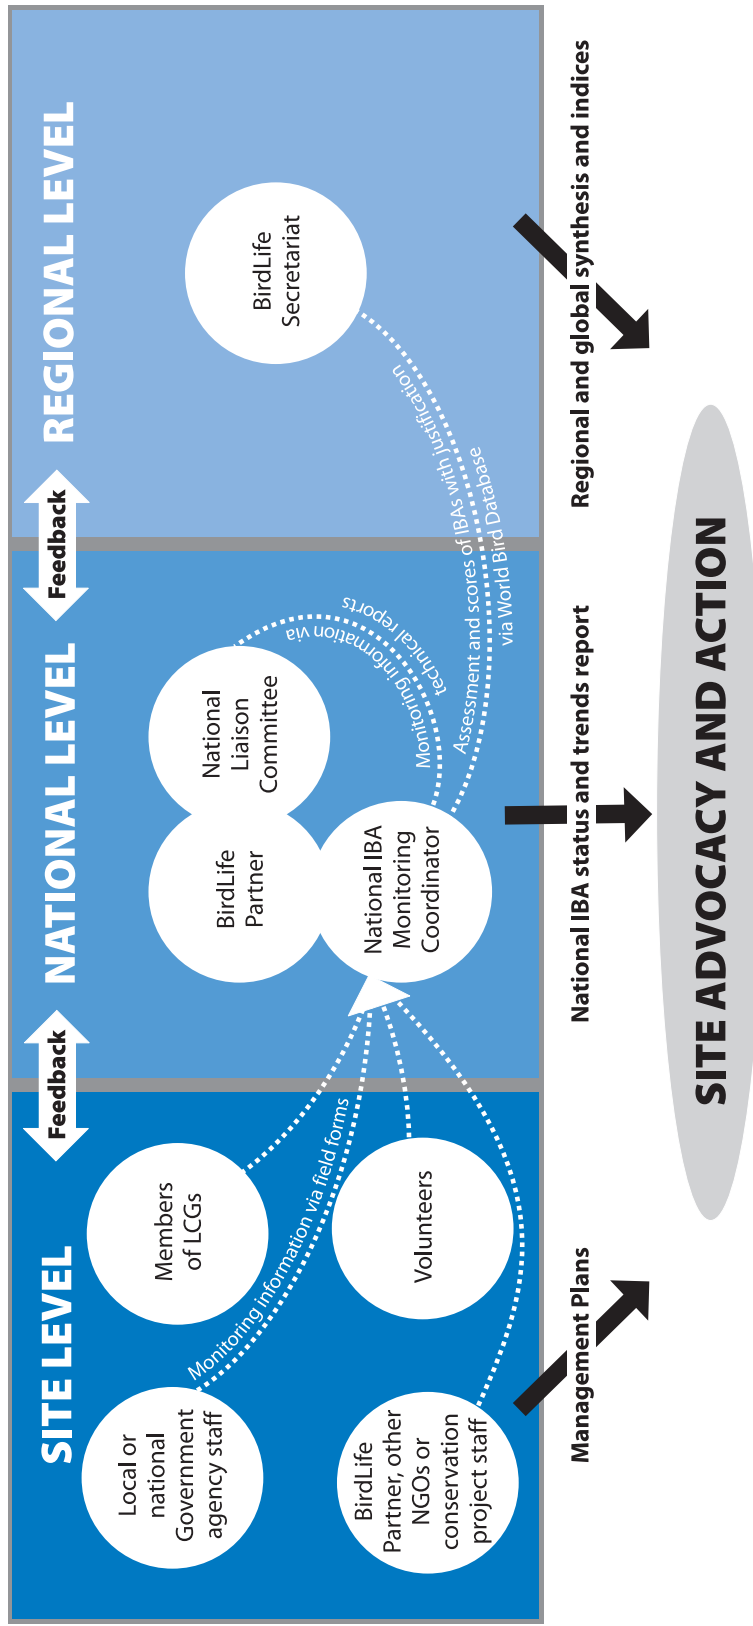 SITE LEVEL
Feedback
NATIONAL LEVEL
Feedback
REGIONAL LEVEL
Local or
national
Government
agency staff
Members
of LCGs
BirdLife
Partner, other
NGOs or
conservation
project staff
Volunteers
Monitoring information via field forms
BirdLife
Partner
National
Liaison
Committee
National IBA
Monitoring
Coordinator
Monitoring information via
technical reports
Assessment and scores of IBAs with justification
via World Bird Database
BirdLife
Secretariat
Management Plans
National IBA status and trends report
Regional and global synthesis and indices
SITE ADVOCACY AND ACTION